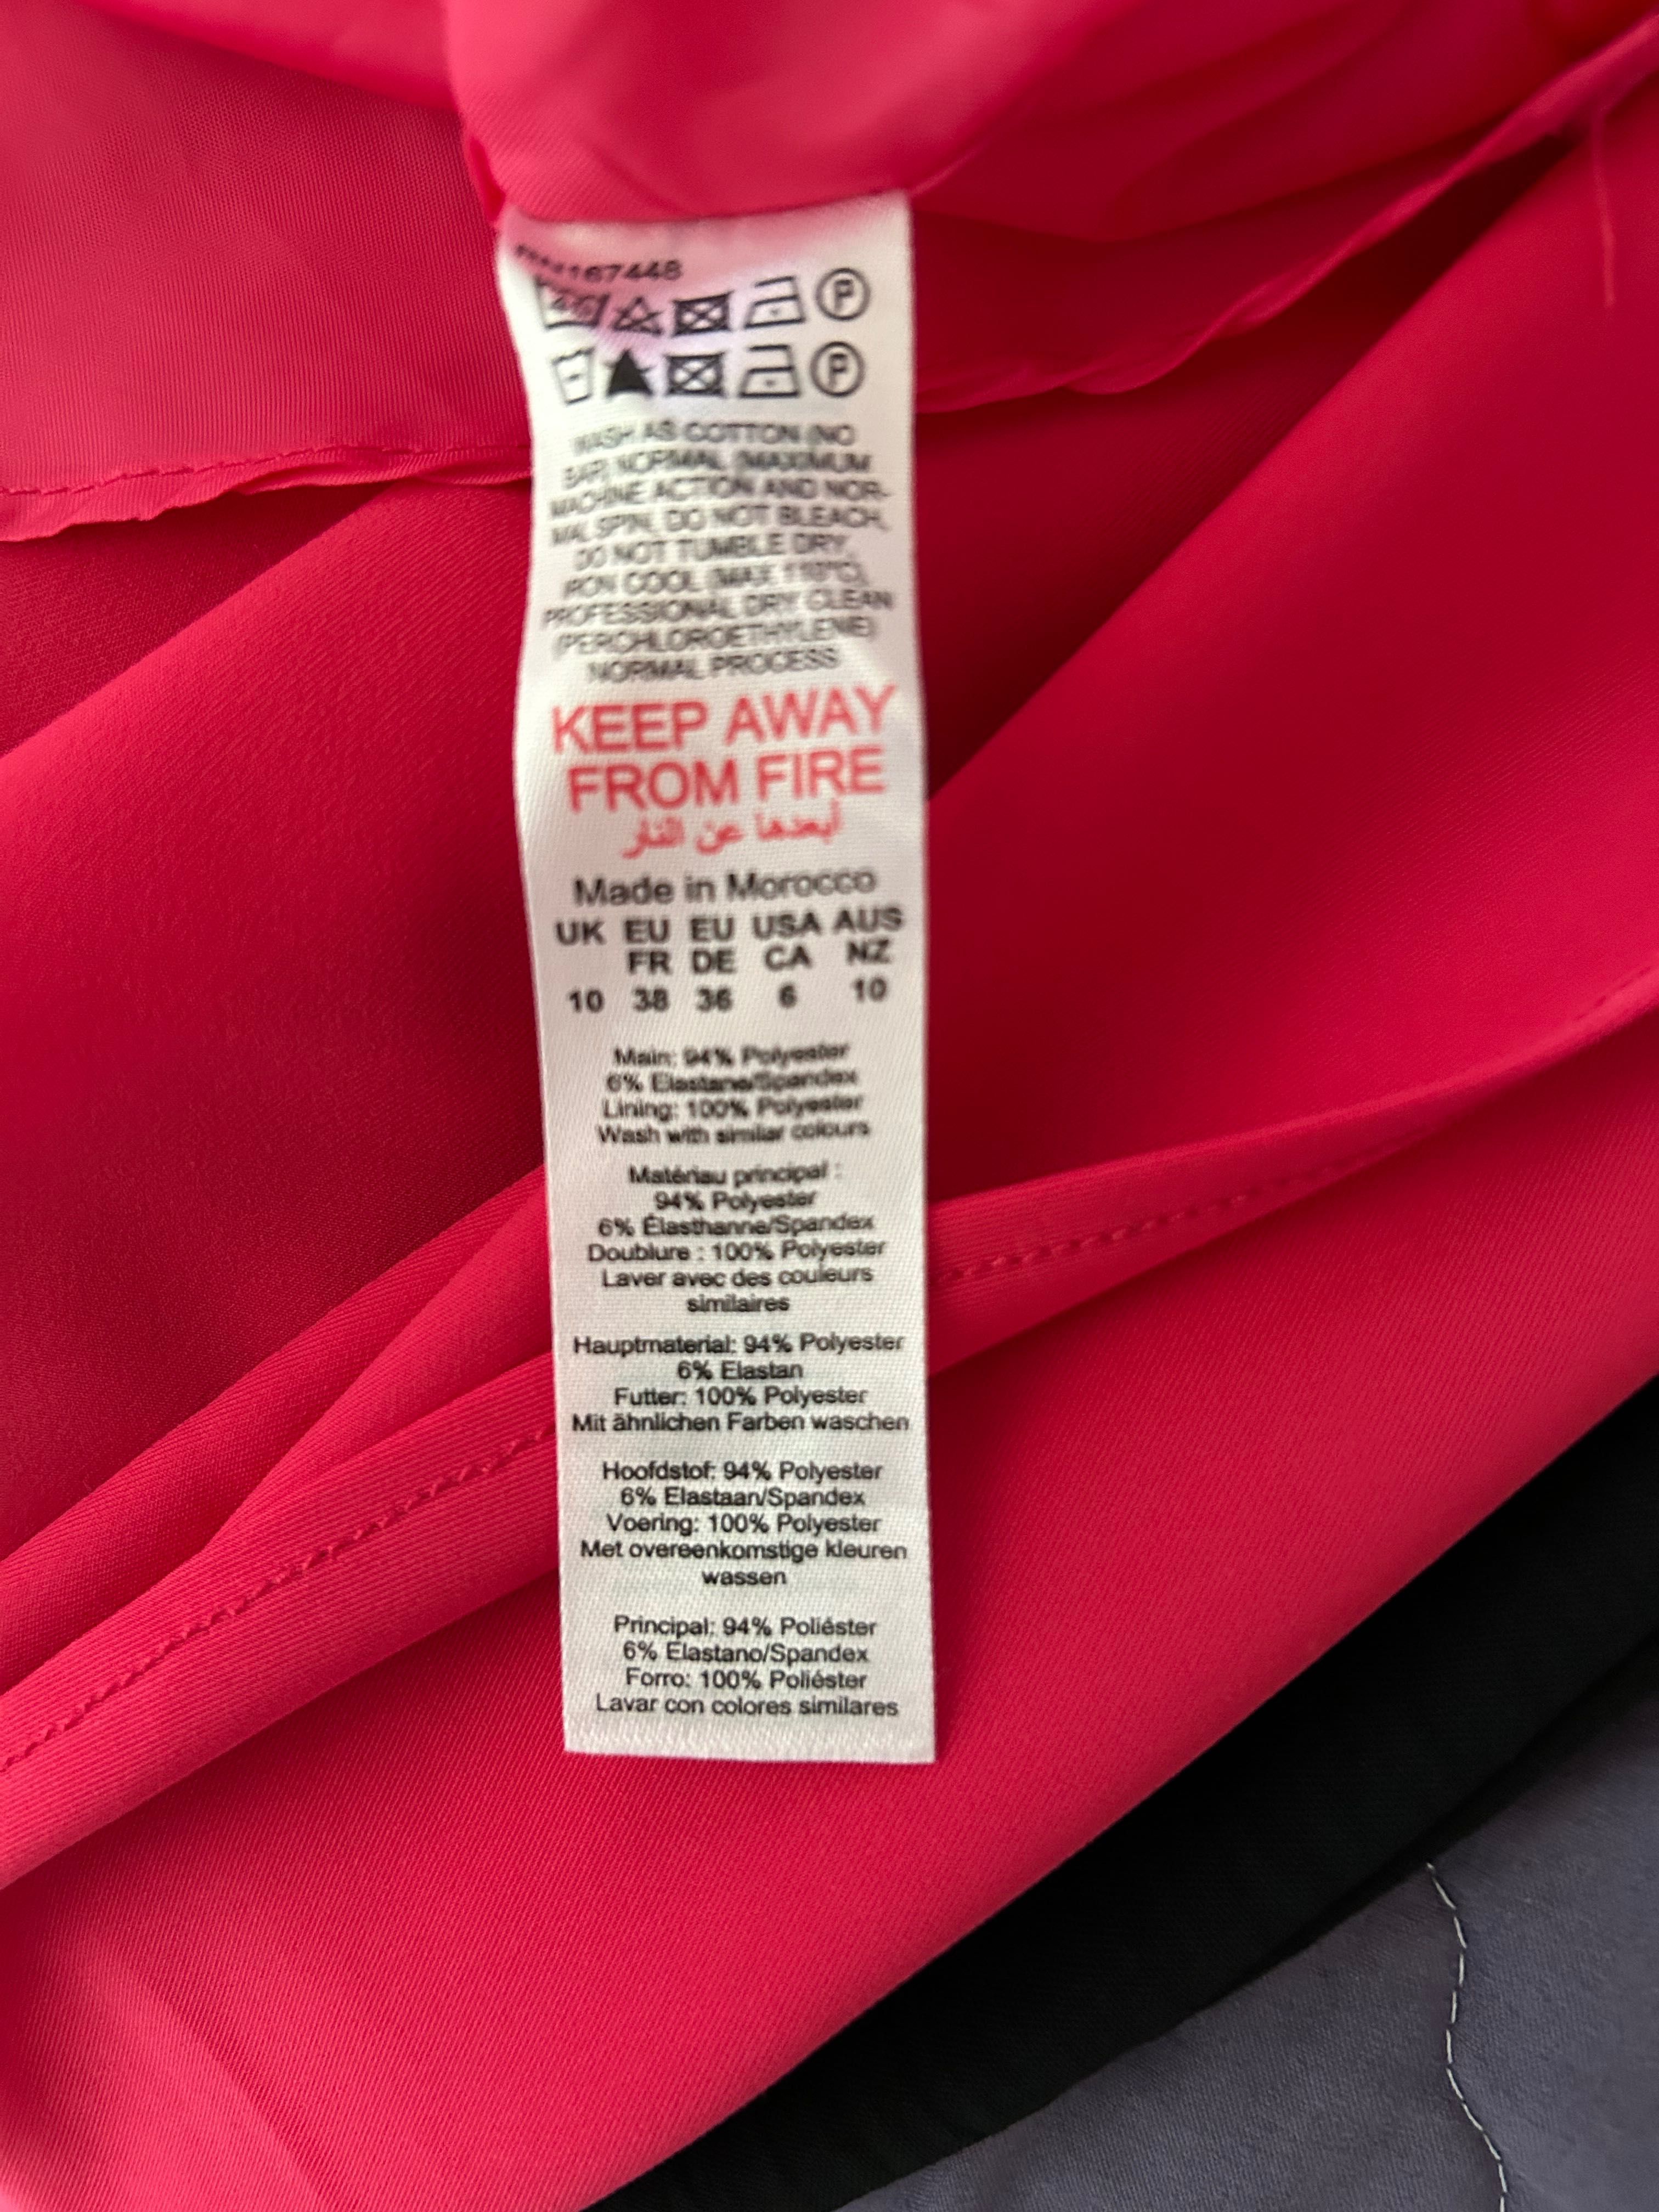 167448
40
P
P
WASH AS COTTON (NO
BAR) NORMAL (MAXIMUM
MACHINE ACTION AND NOR-
MAL SPIN, DO NOT BLEACH,
DO NOT TUMBLE DRY,
IRON COOL (MAX 110°C),
PROFESSIONAL DRY CLEAN
(PERCHLOROETHYLENE)
NORMAL PROCESS
KEEP AWAY
FROM FIRE
أبعدها عن النار
Made in Morocco
UK EU EU USA AUS
FR DE CA NZ
10 38 36 6 10
Main: 94% Polyester
6% Elastane/Spandex
Lining: 100% Polyester
Wash with similar colours
Matériau principal :
94% Polyester
6% Élasthanne/Spandex
Doublure : 100% Polyester
Laver avec des couleurs
similaires
Hauptmaterial: 94% Polyester
6% Elastan
Futter: 100% Polyester
Mit ähnlichen Farben waschen
Hoofdstof: 94% Polyester
6% Elastaan/Spandex
Voering: 100% Polyester
Met overeenkomstige kleuren
wassen
Principal: 94% Poliéster
6% Elastano/Spandex
Forro: 100% Poliéster
Lavar con colores similares